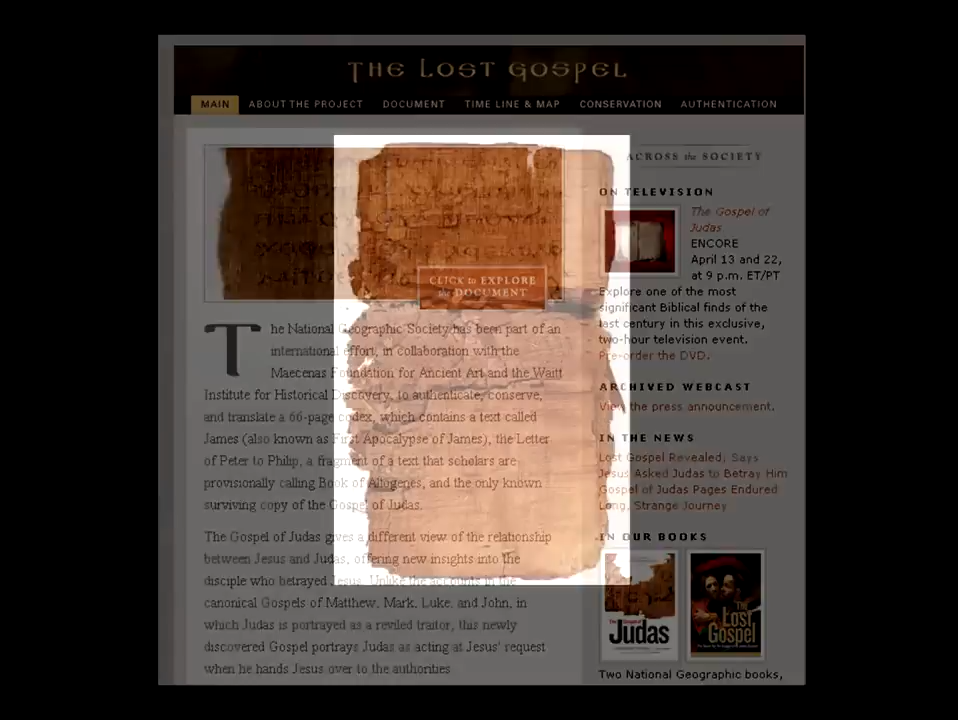 THE LOST GOSPEL
MAIN ABOUT THE PROJECT DOCUMENT TIME LINE & MAP CONSERVATION AUTHENTICATION
CLICK to EXPLORE
the DOCUMENT
The National Geographic Society has been part of an
international effort, in collaboration with the
Maecenas Foundation for Ancient Art and the Waitt
Institute for Historical Discovery, to authenticate, conserve,
and translate a 66-page codex, which contains a text called
James (also known as First Apocalypse of James), the Letter
of Peter to Philip, a fragment of a text that scholars are
provisionally calling Book of Allogenes, and the only known
surviving copy of the Gospel of Judas.
The Gospel of Judas gives a different view of the relationship
between Jesus and Judas, offering new insights into the
disciple who betrayed Jesus. Unlike the accounts in the
canonical Gospels of Matthew, Mark, Luke, and John, in
which Judas is portrayed as a reviled traitor, this newly
discovered Gospel portrays Judas as acting at Jesus' request
when he hands Jesus over to the authorities
ACROSS the SOCIETY
ON TELEVISION
The Gospel of
Judas
ENCORE
April 13 and 22,
at 9 p.m. ET/PT
Explore one of the most
significant Biblical finds of the
last century in this exclusive,
two-hour television event.
Pre-order the DVD.
ARCHIVED WEBCAST
View the press announcement.
IN THE NEWS
Lost Gospel Revealed; Says
Jesus Asked Judas to Betray Him
Gospel of Judas Pages Endured
Long, Strange Journey
IN OUR BOOKS
The Gospel of
Judas
The
Lost
Gospel
Two National Geographic books,